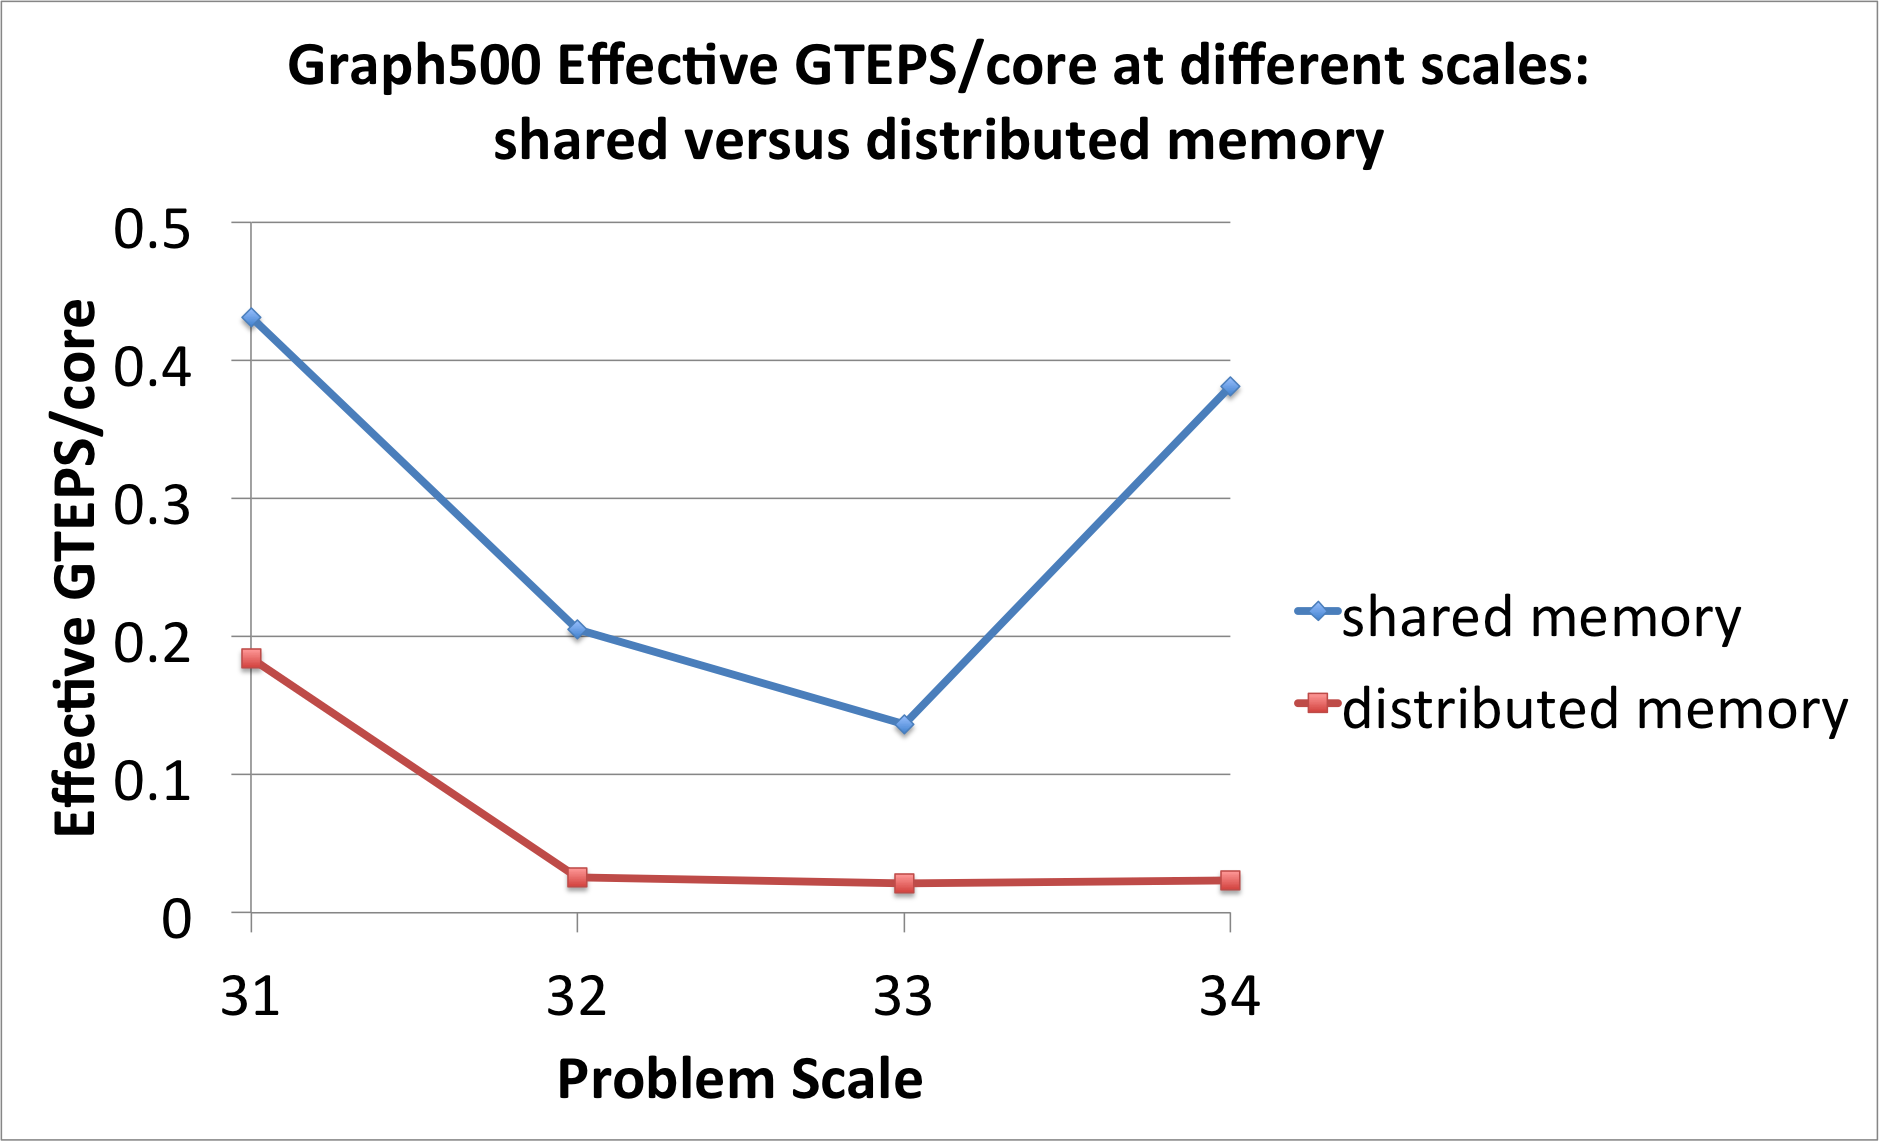 Graph500 Effective GTEPS/core at different scales:
shared versus distributed memory
Effective GTEPS/core
0.5
0.4
0.3
0.2
0.1
0
31 32 33 34
Problem Scale
shared memory
distributed memory